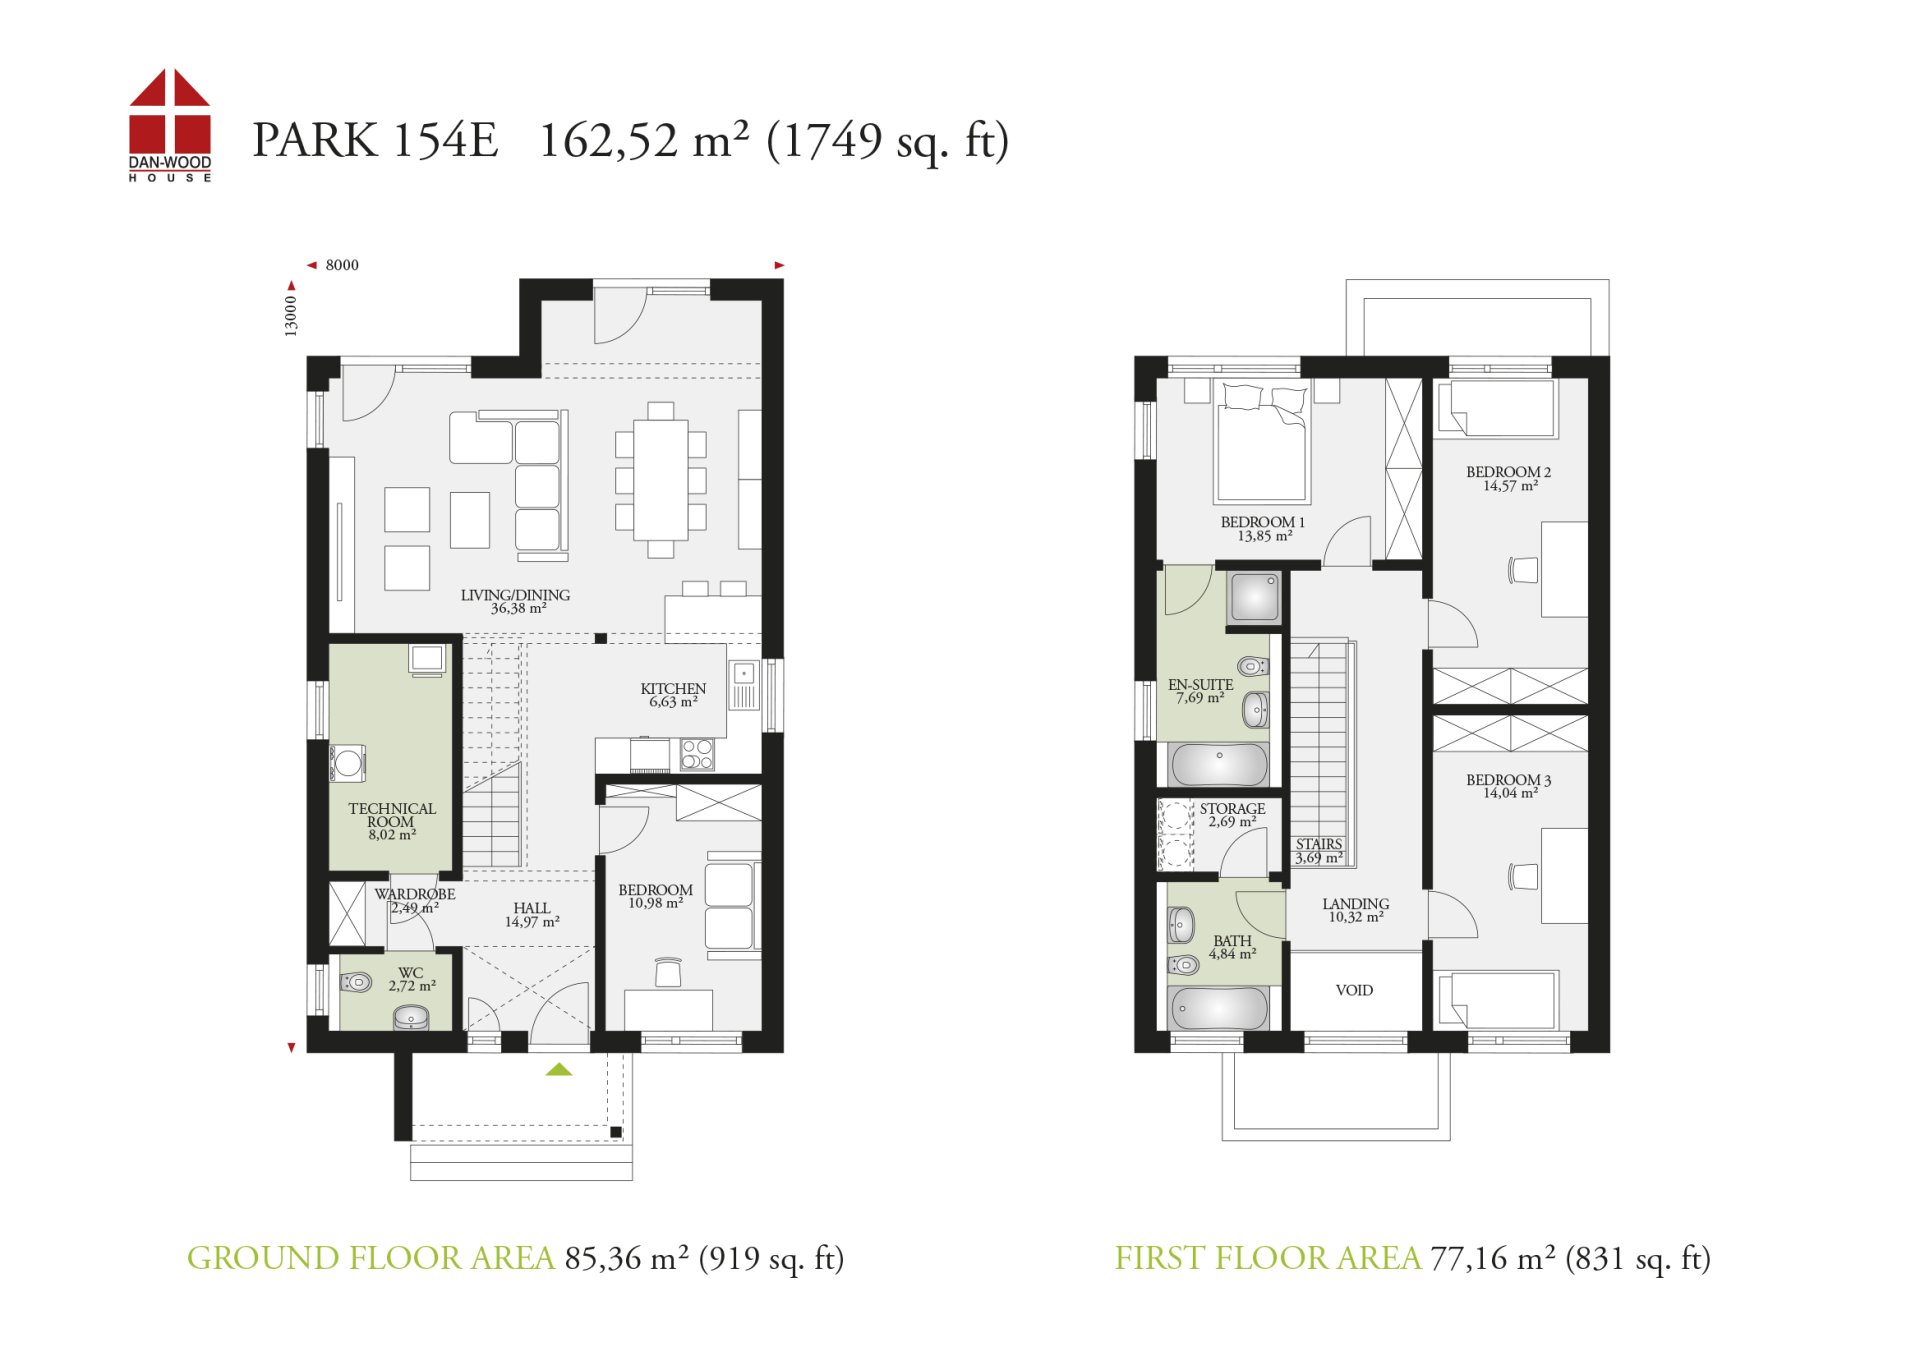 DAN-WOOD
HOUSE
PARK 154E 162,52 m² (1749 sq. ft)
8000
13000
LIVING/DINING
36,38 m²
KITCHEN
6,63 m²
TECHNICAL
ROOM
8,02 m²
WARDROBE
2,49 m²
HALL
14,97 m²
BEDROOM
10,98 m²
WC
2,72 m²
BEDROOM 1
13,85 m²
BEDROOM 2
14,57 m²
EN-SUITE
7,69 m²
STORAGE
2,69 m²
STAIRS
3,69 m²
BEDROOM 3
14,04 m²
LANDING
10,32 m²
BATH
4,84 m²
VOID
GROUND FLOOR AREA 85,36 m² (919 sq. ft)
FIRST FLOOR AREA 77,16 m² (831 sq. ft)